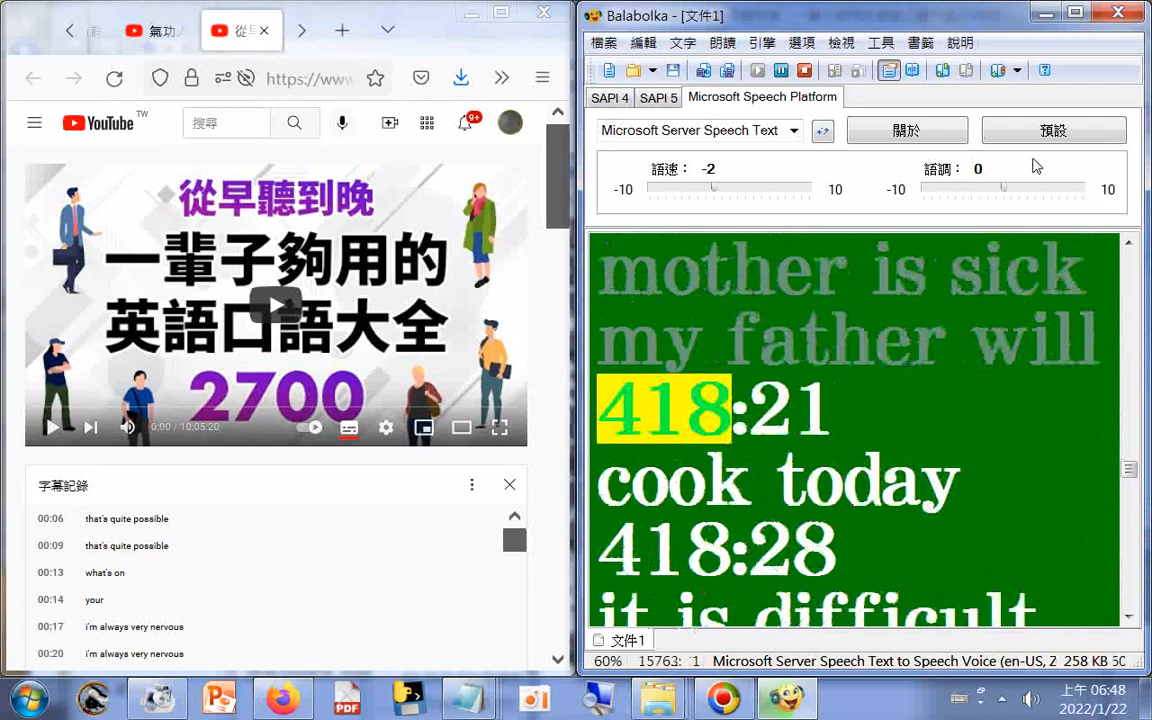 氣功
從
https://www
YouTube TW
搜尋
9+
從早聽到晚
一輩子夠用的
英語口語大全
2700
0:00 / 10:05:20
字幕記錄
00:06 that's quite possible
00:09 that's quite possible
00:13 what's on
00:14 your
00:17 i'm always very nervous
00:20 i'm always very nervous
Balabolka - [文件1]
檔案 編輯 文字 朗讀 引擎 選項 檢視 工具 書籤 說明
SAPI 4 SAPI 5 Microsoft Speech Platform
Microsoft Server Speech Text 關於 預設
語速： -2 語調： 0
-10 10 -10 10
mother is sick
my father will
418:21
cook today
418:28
it is difficult
文件1
60% 15763: 1 Microsoft Server Speech Text to Speech Voice (en-US, Z 258 KB 50
PDF
上午 06:48
2022/1/22